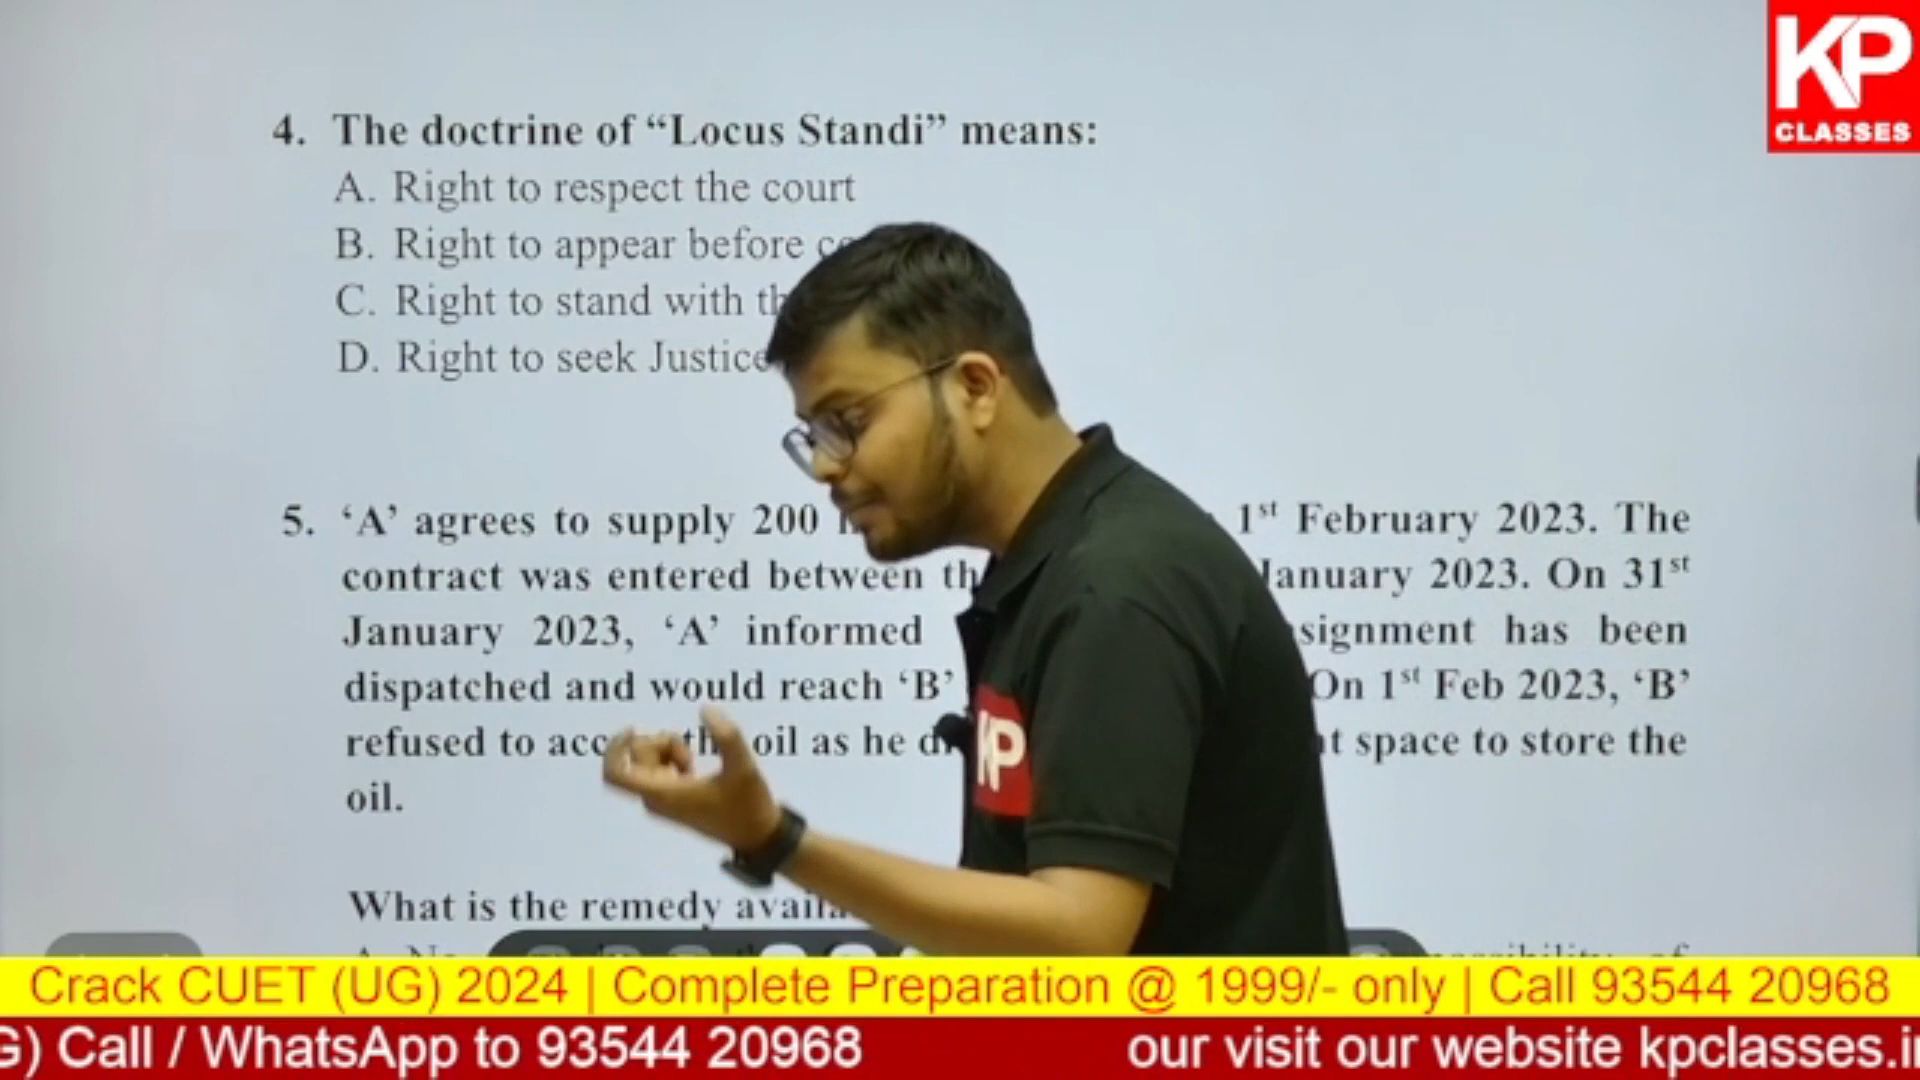 KP
CLASSES
4. The doctrine of “Locus Standi” means:
A. Right to respect the court
B. Right to appear before
C. Right to stand with
D. Right to seek Justice
5. ‘A’ agrees to supply 200 1st February 2023. The
contract was entered between January 2023. On 31st
January 2023, ‘A’ informed has been
dispatched and would reach ‘B’ On 1st Feb 2023, ‘B’
refused to oil as he space to store the
oil.
What is the remedy
KP
Crack CUET (UG) 2024 | Complete Preparation @ 1999/- only | Call 93544 20968
G) Call / WhatsApp to 93544 20968 our visit our website kpclasses.i